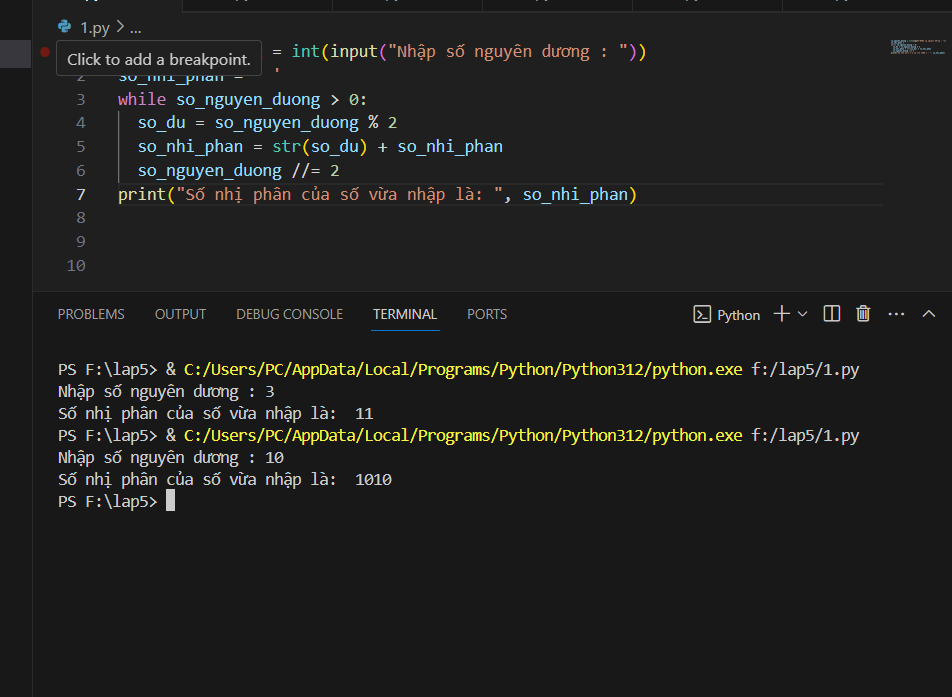 1.py > ...
= int(input("Nhập số nguyên dương : "))
Click to add a breakpoint.
2 so_nhi_phan = '
3 while so_nguyen_duong > 0:
4 so_du = so_nguyen_duong % 2
5 so_nhi_phan = str(so_du) + so_nhi_phan
6 so_nguyen_duong //= 2
7 print("Số nhị phân của số vừa nhập là: ", so_nhi_phan)
8
9
10
PROBLEMS OUTPUT DEBUG CONSOLE TERMINAL PORTS Python
PS F:\lap5> & C:/Users/PC/AppData/Local/Programs/Python/Python312/python.exe f:/lap5/1.py
Nhập số nguyên dương : 3
Số nhị phân của số vừa nhập là:  11
PS F:\lap5> & C:/Users/PC/AppData/Local/Programs/Python/Python312/python.exe f:/lap5/1.py
Nhập số nguyên dương : 10
Số nhị phân của số vừa nhập là:  1010
PS F:\lap5>